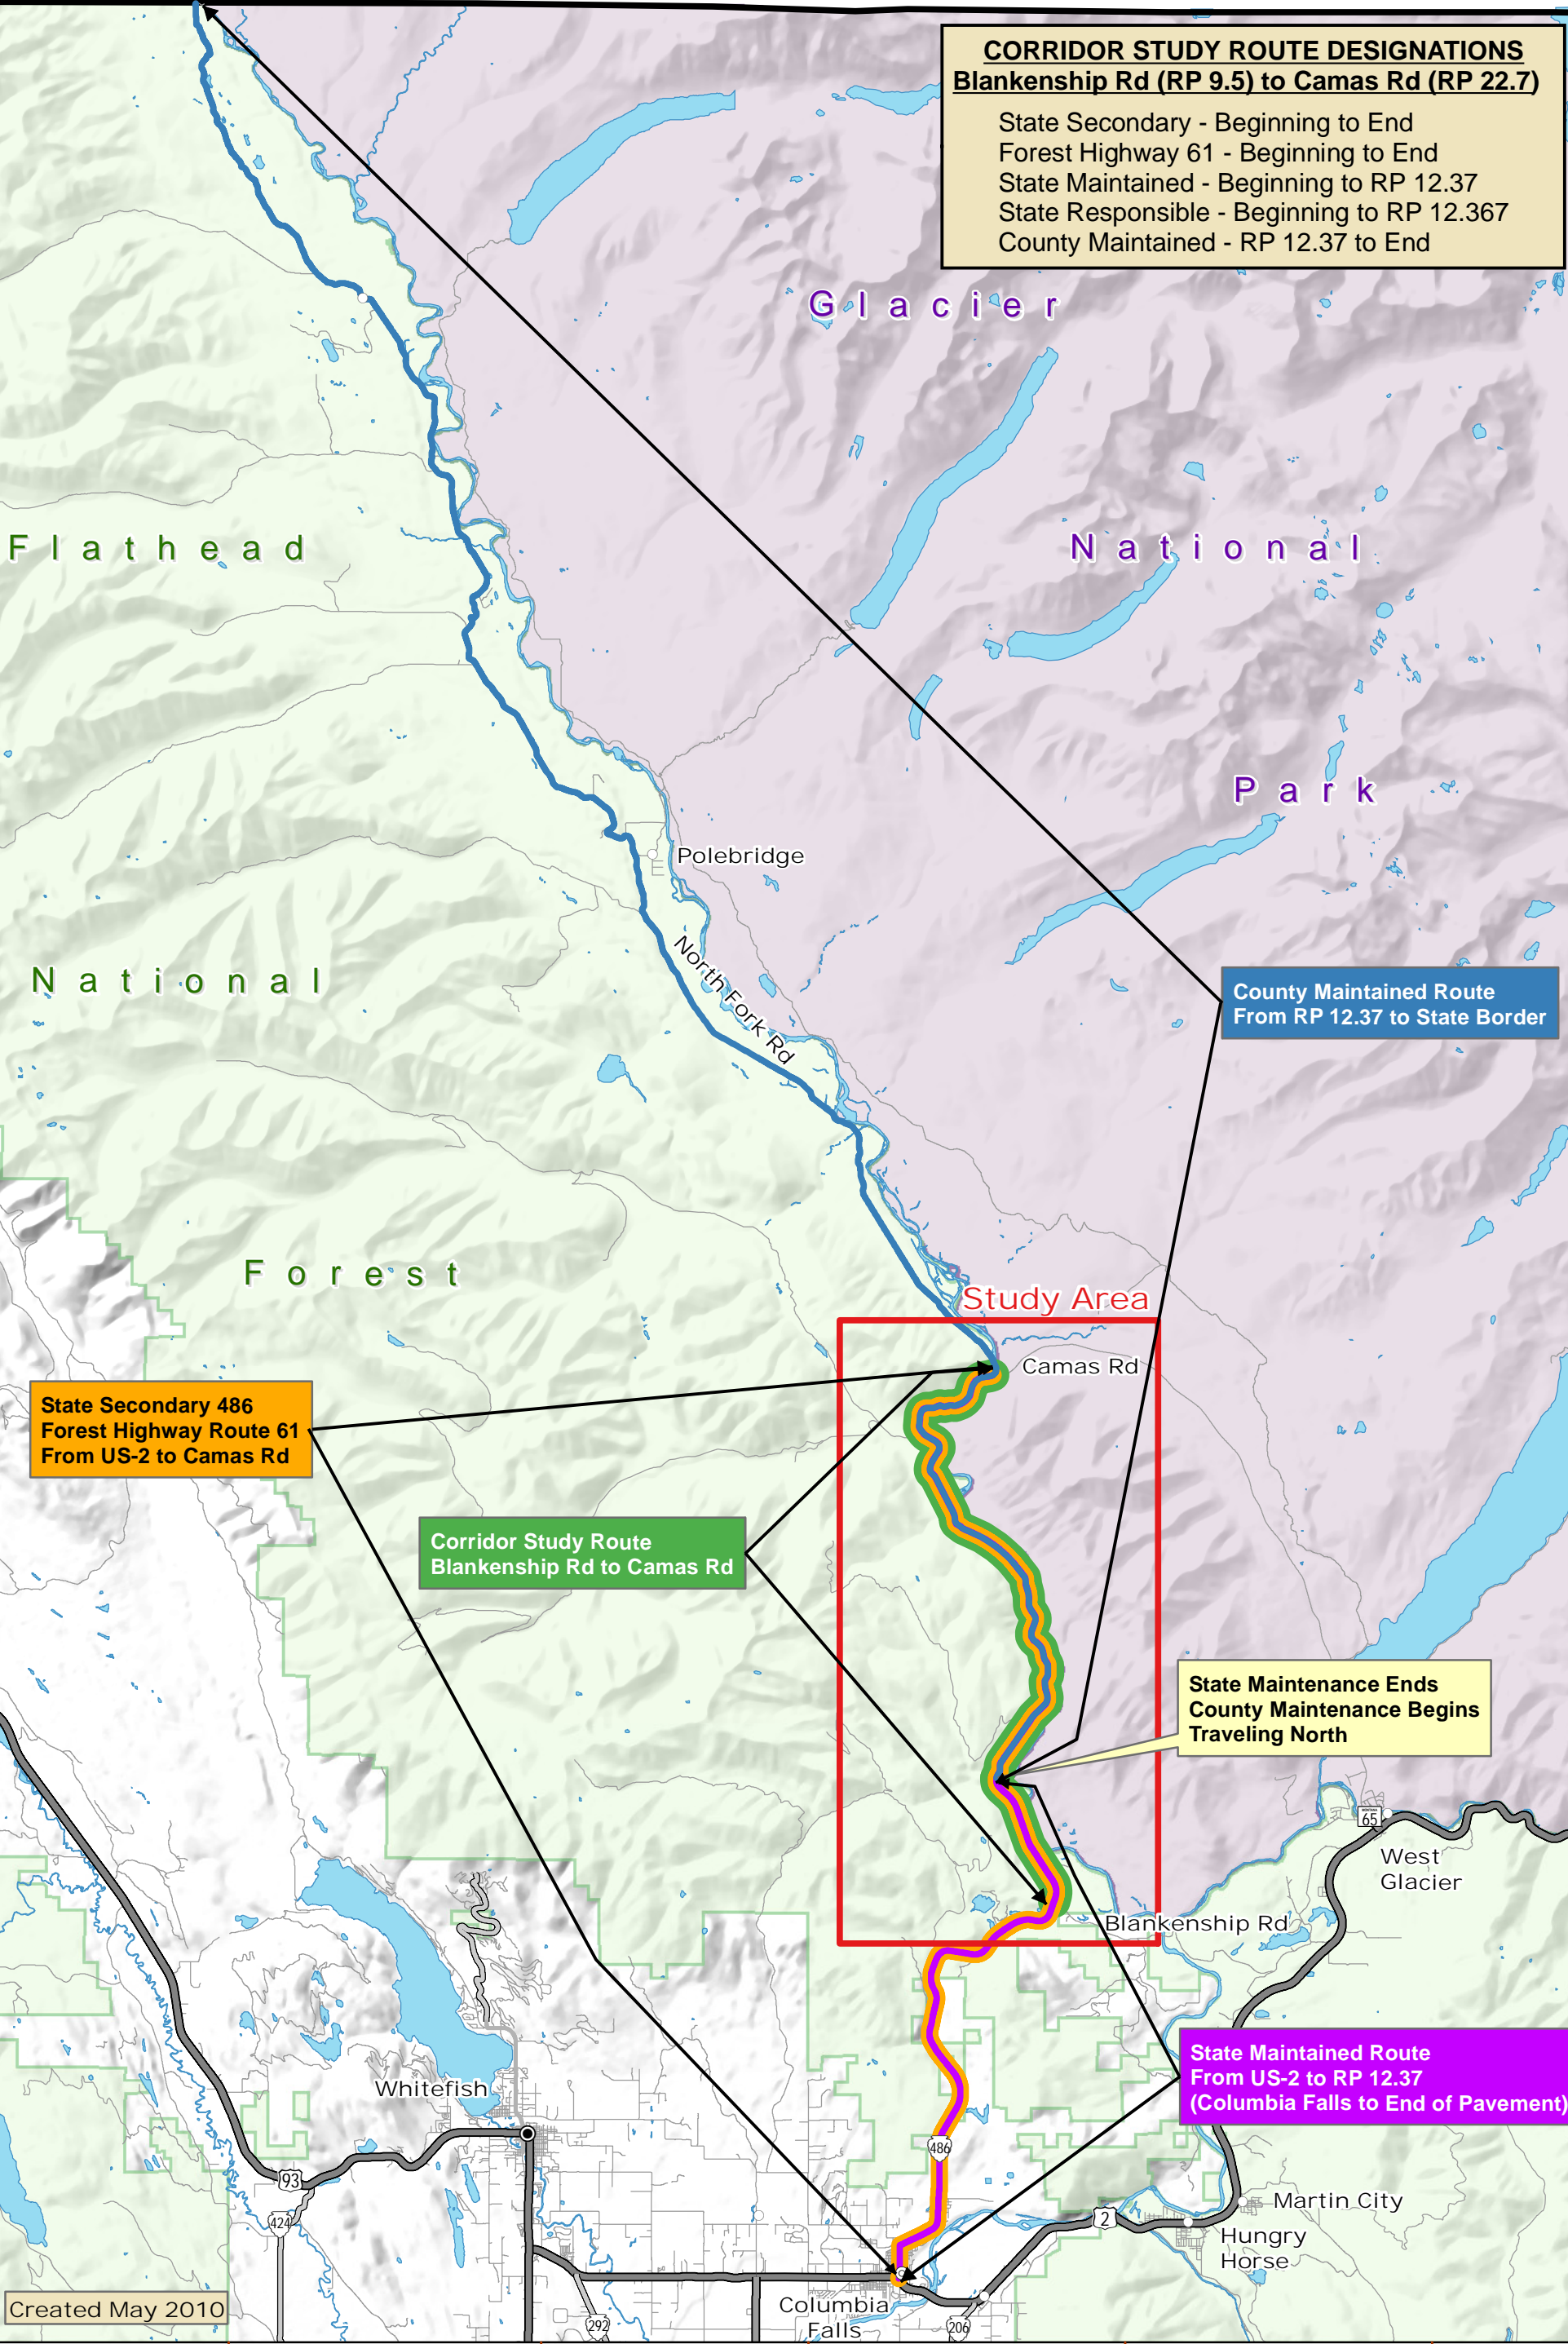 CORRIDOR STUDY ROUTE DESIGNATIONS
Blankenship Rd (RP 9.5) to Camas Rd (RP 22.7)
State Secondary - Beginning to End
Forest Highway 61 - Beginning to End
State Maintained - Beginning to RP 12.37
State Responsible - Beginning to RP 12.367
County Maintained - RP 12.37 to End
Glacier
National
Park
Flathead
National
Forest
Polebridge
North Fork Rd
County Maintained Route
From RP 12.37 to State Border
Study Area
Camas Rd
State Secondary 486
Forest Highway Route 61
From US-2 to Camas Rd
Corridor Study Route
Blankenship Rd to Camas Rd
State Maintenance Ends
County Maintenance Begins
Traveling North
65
West
Glacier
Blankenship Rd
State Maintained Route
From US-2 to RP 12.37
(Columbia Falls to End of Pavement)
Whitefish
486
93
424
2
Martin City
Hungry
Horse
Columbia
Falls
292
206
Created May 2010